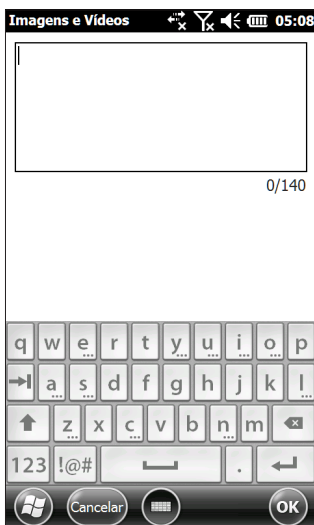 Imagens e Vídeos 05:08
0/140
q w e r t y u i o p
a s d f g h j k l
z x c v b n m
123 !@# .
Cancelar OK